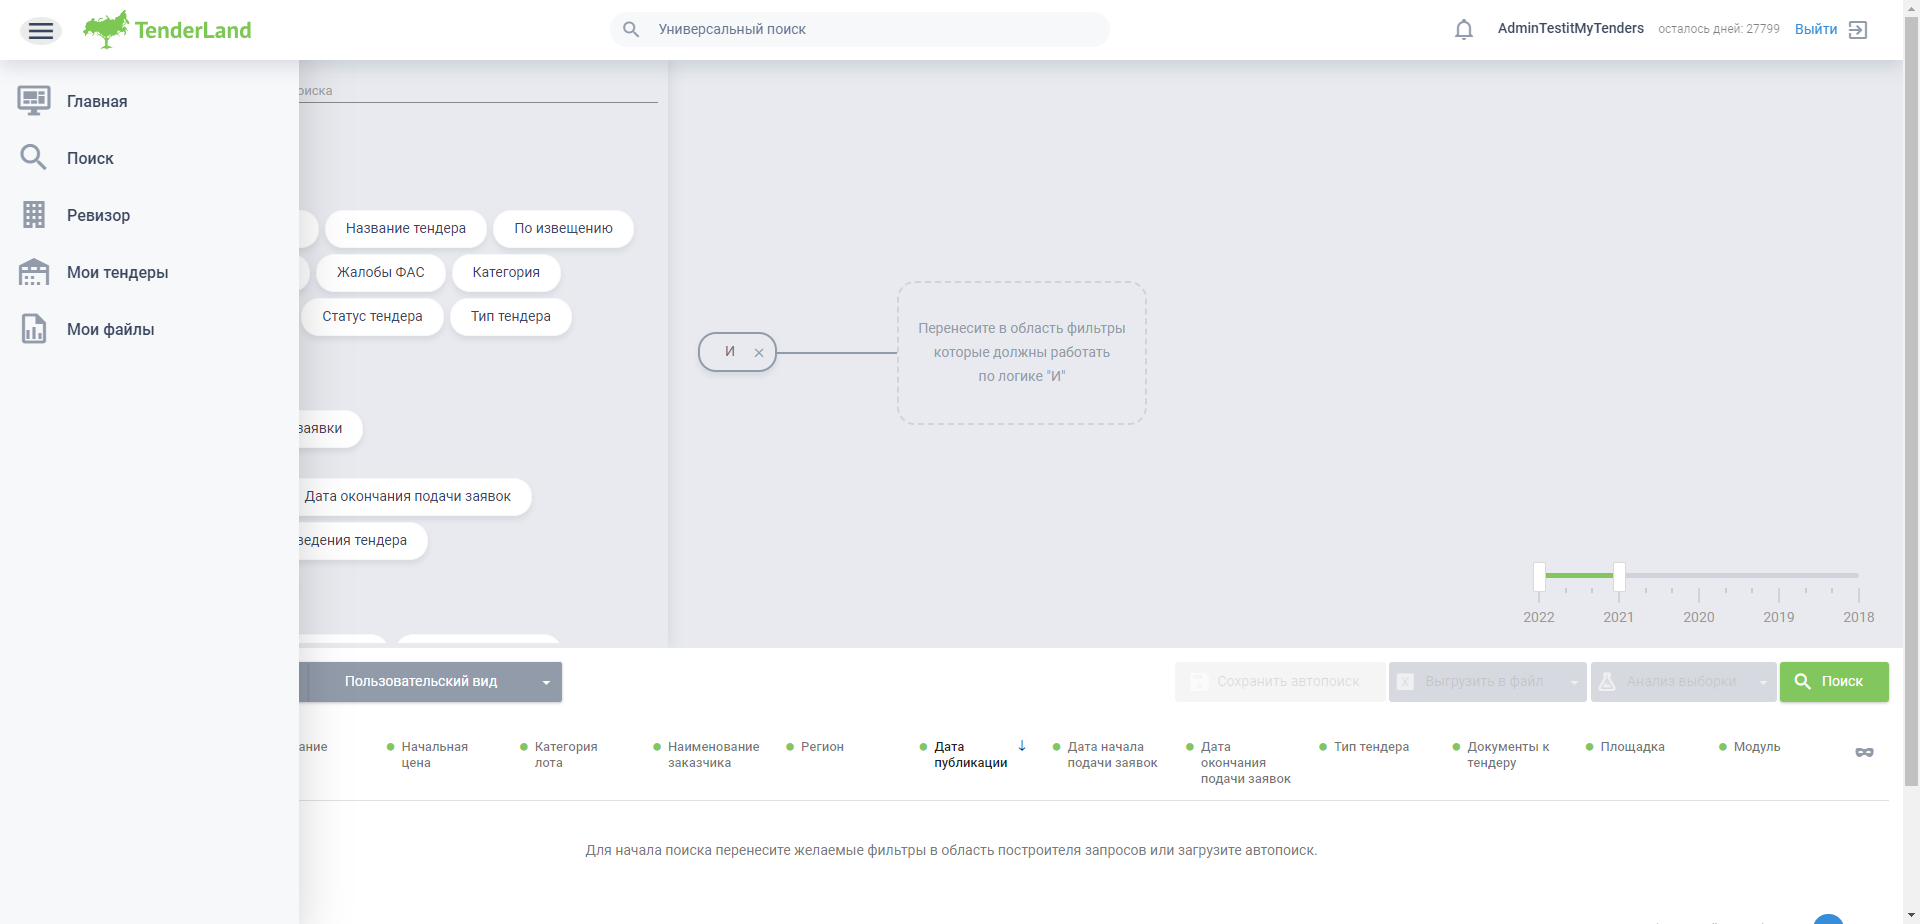 TenderLand
Универсальный поиск
AdminTestitMyTenders
осталось дней: 27799
Выйти
Главная
Поиск
Ревизор
Мои тендеры
Мои файлы
оиска
Название тендера
По извещению
Жалобы ФАС
Категория
Статус тендера
Тип тендера
заявки
Дата окончания подачи заявок
ведения тендера
И
Перенесите в область фильтры
которые должны работать
по логике "И"
2022
2021
2020
2019
2018
Пользовательский вид
Сохранить автопоиск
Выгрузить в файл
Анализ выборки
Поиск
ание
Начальная
цена
Категория
лота
Наименование
заказчика
Регион
Дата
публикации
Дата начала
подачи заявок
Дата
окончания
подачи заявок
Тип тендера
Документы к
тендеру
Площадка
Модуль
Для начала поиска перенесите желаемые фильтры в область построителя запросов или загрузите автопоиск.